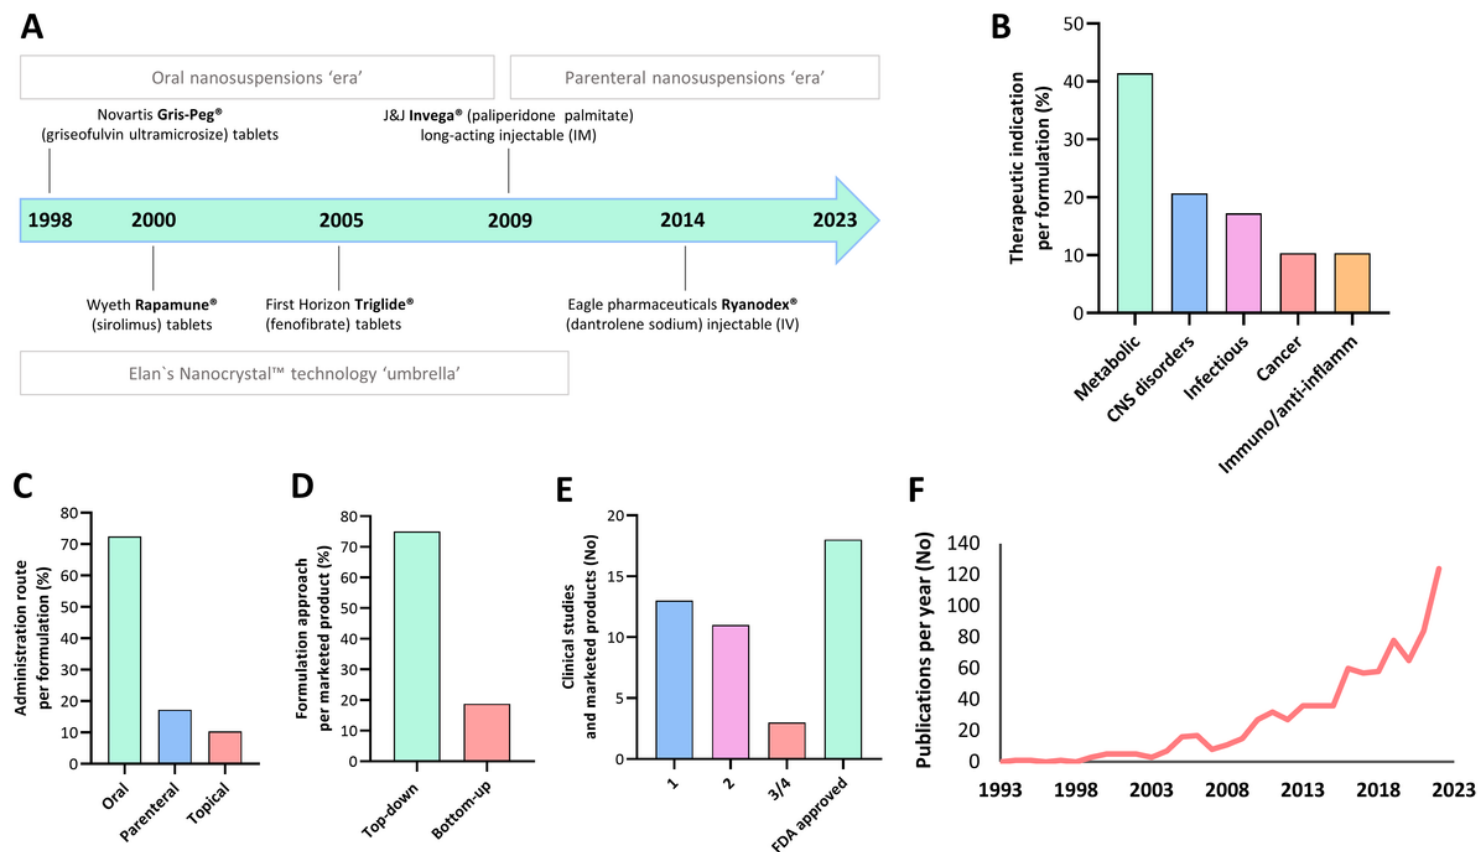 A
Oral nanosuspensions ‘era’
Parenteral nanosuspensions ‘era’
Novartis Gris-Peg®
(griseofulvin ultramicrosize) tablets
J&J Invega® (paliperidone palmitate)
long-acting injectable (IM)
1998 2000 2005 2009 2014 2023
Wyeth Rapamune®
(sirolimus) tablets
First Horizon Triglide®
(fenofibrate) tablets
Eagle pharmaceuticals Ryanodex®
(dantrolene sodium) injectable (IV)
Elan`s Nanocrystal™ technology ‘umbrella’
B
Therapeutic indication
per formulation (%)
50
40
30
20
10
0
Metabolic
CNS disorders
Infectious
Cancer
Immuno/anti-inflamm
C
Administration route
per formulation (%)
80
70
60
50
40
30
20
10
0
Oral
Parenteral
Topical
D
Formulation approach
per marketed product (%)
80
70
60
50
40
30
20
10
0
Top-down
Bottom-up
E
Clinical studies
and marketed products (No)
20
15
10
5
0
1
2
3/4
FDA approved
F
Publications per year (No)
140
120
100
80
60
40
20
0
1993 1998 2003 2008 2013 2018 2023